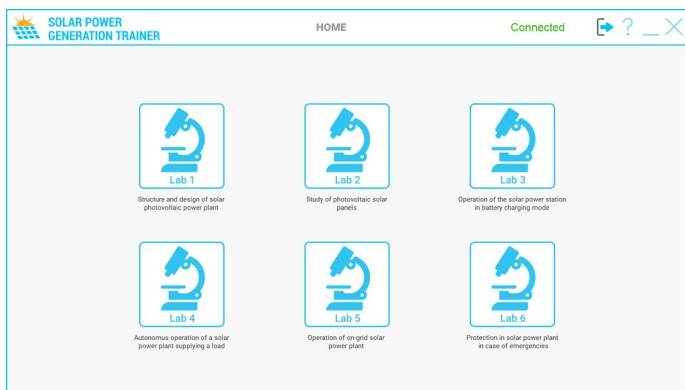 SOLAR POWER
GENERATION TRAINER
HOME
Connected
?
Lab 1
Lab 2
Lab 3
Structure and design of solar
photovoltaic power plant
Study of photovoltaic solar
panels
Operation of the solar power station
in battery charging mode
Lab 4
Lab 5
Lab 6
Autonomus operation of a solar
power plant supplying a load
Operation of on-grid solar
power plant
Protection in solar power plant
in case of emergencies